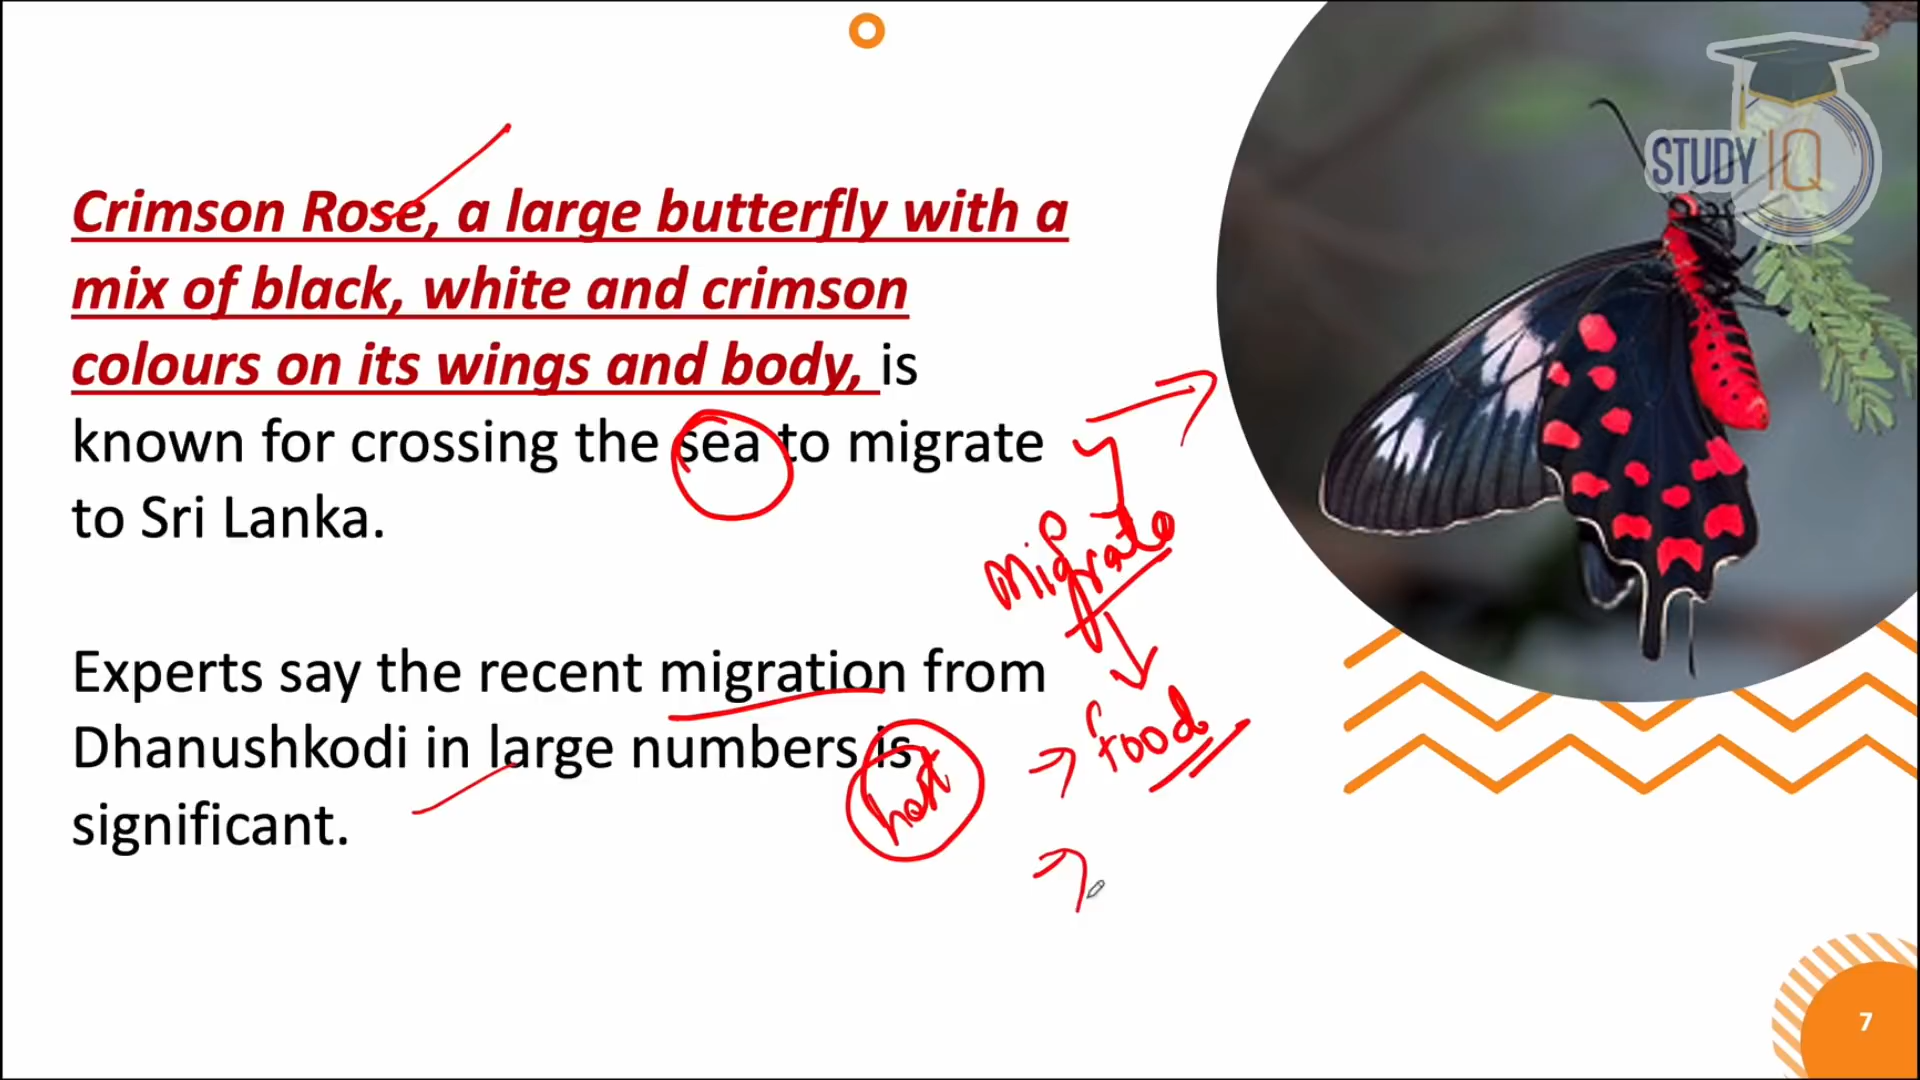 STUDY IQ
Crimson Rose, a large butterfly with a
mix of black, white and crimson
colours on its wings and body, is
known for crossing the sea to migrate
to Sri Lanka.
Migrate
Experts say the recent migration from
Dhanushkodi in large numbers is
significant.
food
host
7